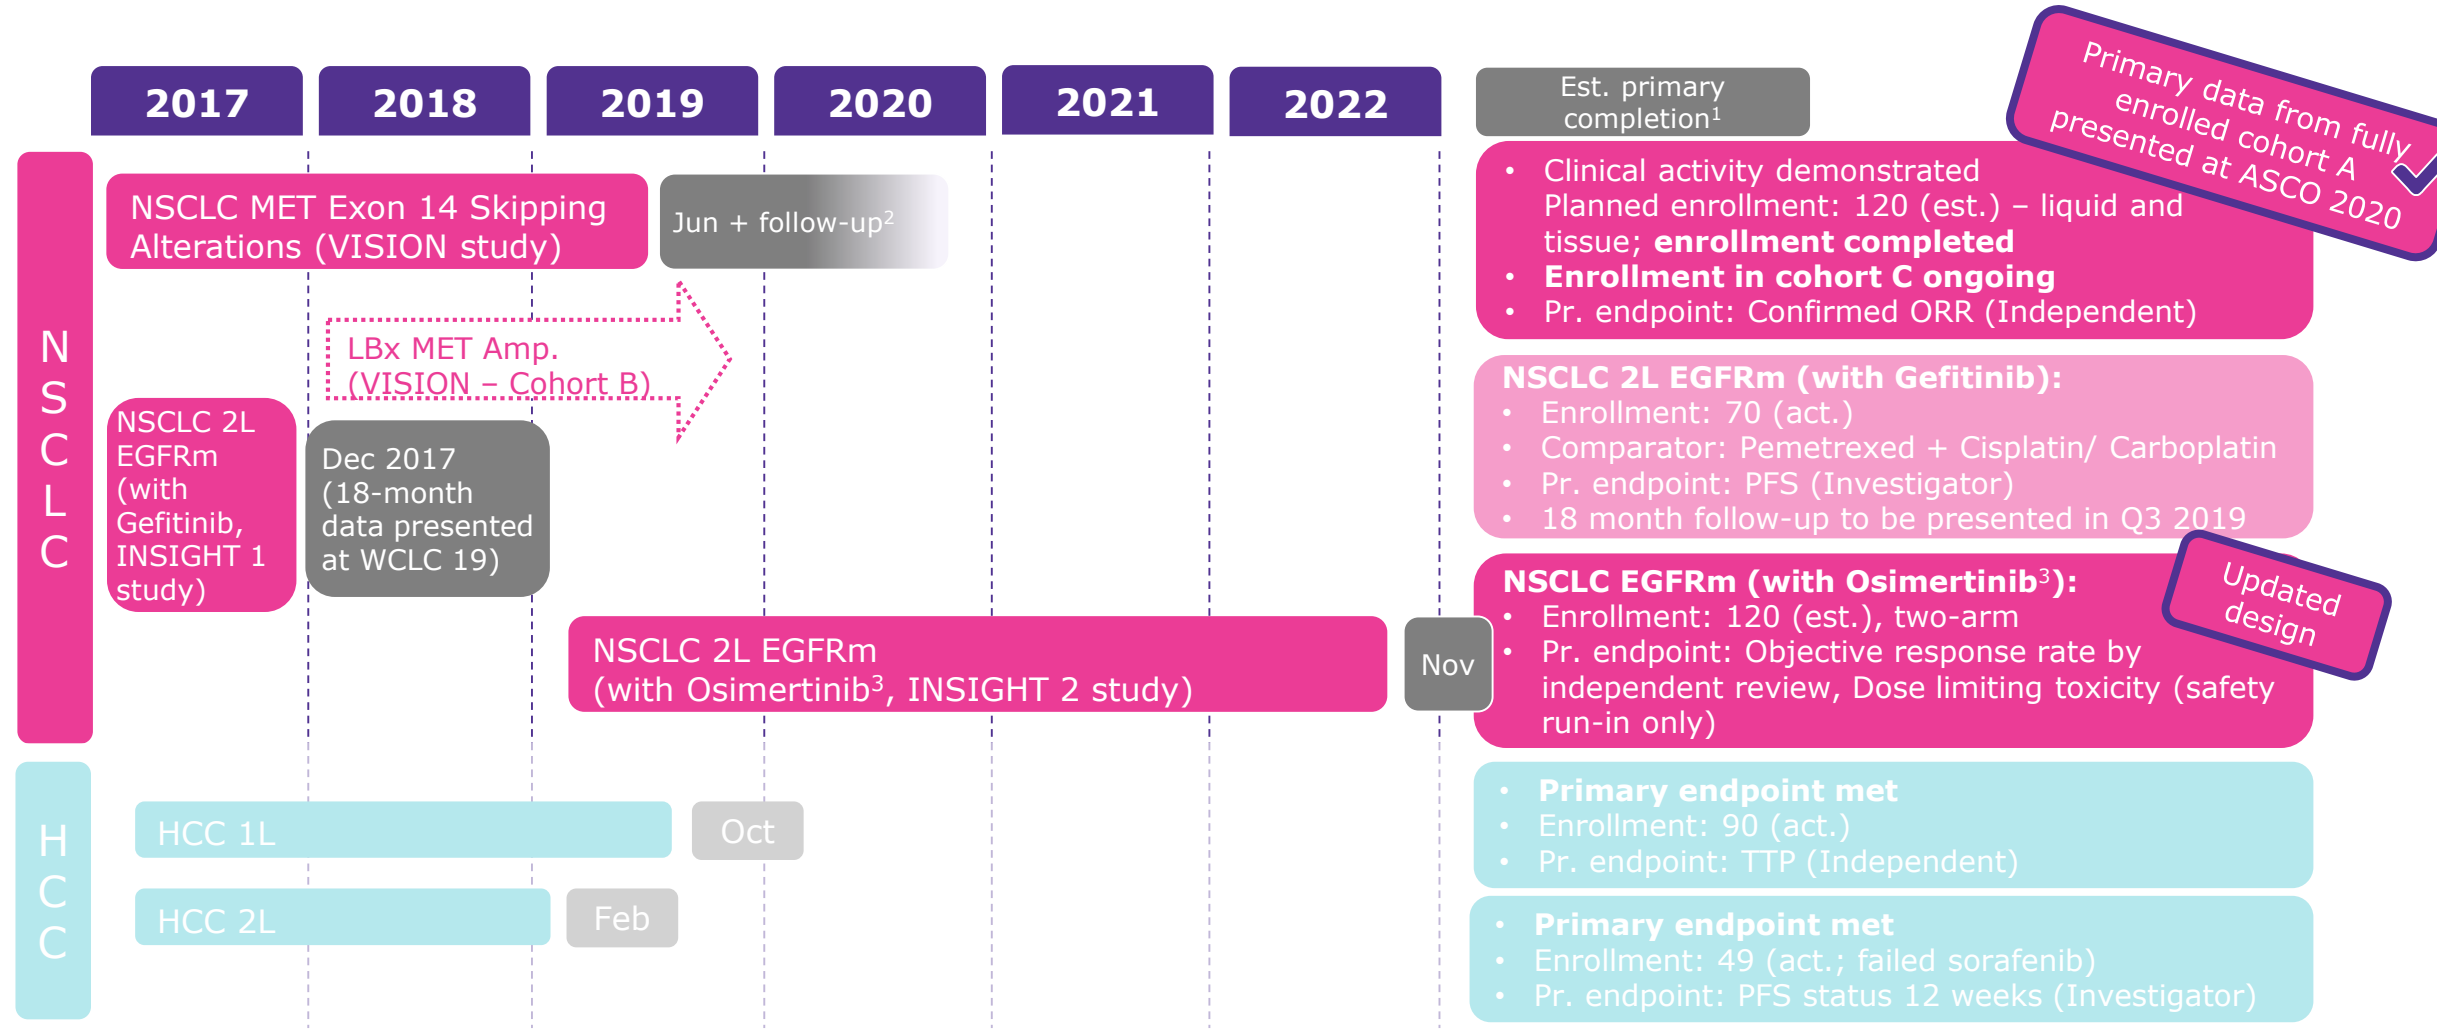 2017
2018
2019
2020
2021
2022
Est. primary
completion¹
Primary data from fully
enrolled cohort A
presented at ASCO 2020
N
S
C
L
C
NSCLC MET Exon 14 Skipping
Alterations (VISION study)
Jun + follow-up²
• Clinical activity demonstrated
Planned enrollment: 120 (est.) – liquid and
tissue; enrollment completed
• Enrollment in cohort C ongoing
• Pr. endpoint: Confirmed ORR (Independent)
LBx MET Amp.
(VISION – Cohort B)
NSCLC 2L
EGFRm
(with
Gefitinib,
INSIGHT 1
study)
Dec 2017
(18-month
data presented
at WCLC 19)
NSCLC 2L EGFRm (with Gefitinib):
• Enrollment: 70 (act.)
• Comparator: Pemetrexed + Cisplatin/ Carboplatin
• Pr. endpoint: PFS (Investigator)
• 18 month follow-up to be presented in Q3 2019
NSCLC 2L EGFRm
(with Osimertinib³, INSIGHT 2 study)
Nov
NSCLC EGFRm (with Osimertinib³):
• Enrollment: 120 (est.), two-arm
• Pr. endpoint: Objective response rate by
independent review, Dose limiting toxicity (safety
run-in only)
Updated
design
H
C
C
HCC 1L
Oct
• Primary endpoint met
• Enrollment: 90 (act.)
• Pr. endpoint: TTP (Independent)
HCC 2L
Feb
• Primary endpoint met
• Enrollment: 49 (act.; failed sorafenib)
• Pr. endpoint: PFS status 12 weeks (Investigator)